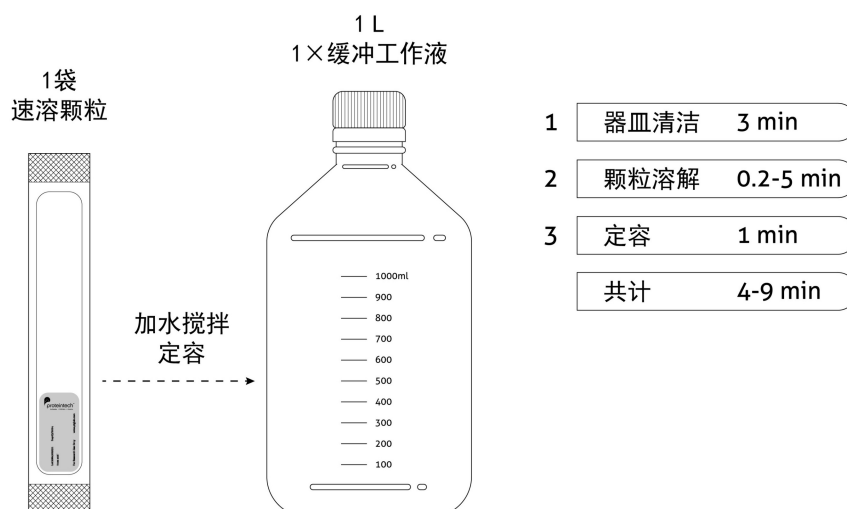 1 L
1×缓冲工作液
1袋
速溶颗粒
加水搅拌
定容
proteintech
1000ml
900
800
700
600
500
400
300
200
100
1 器皿清洁 3 min
2 颗粒溶解 0.2-5 min
3 定容 1 min
共计 4-9 min